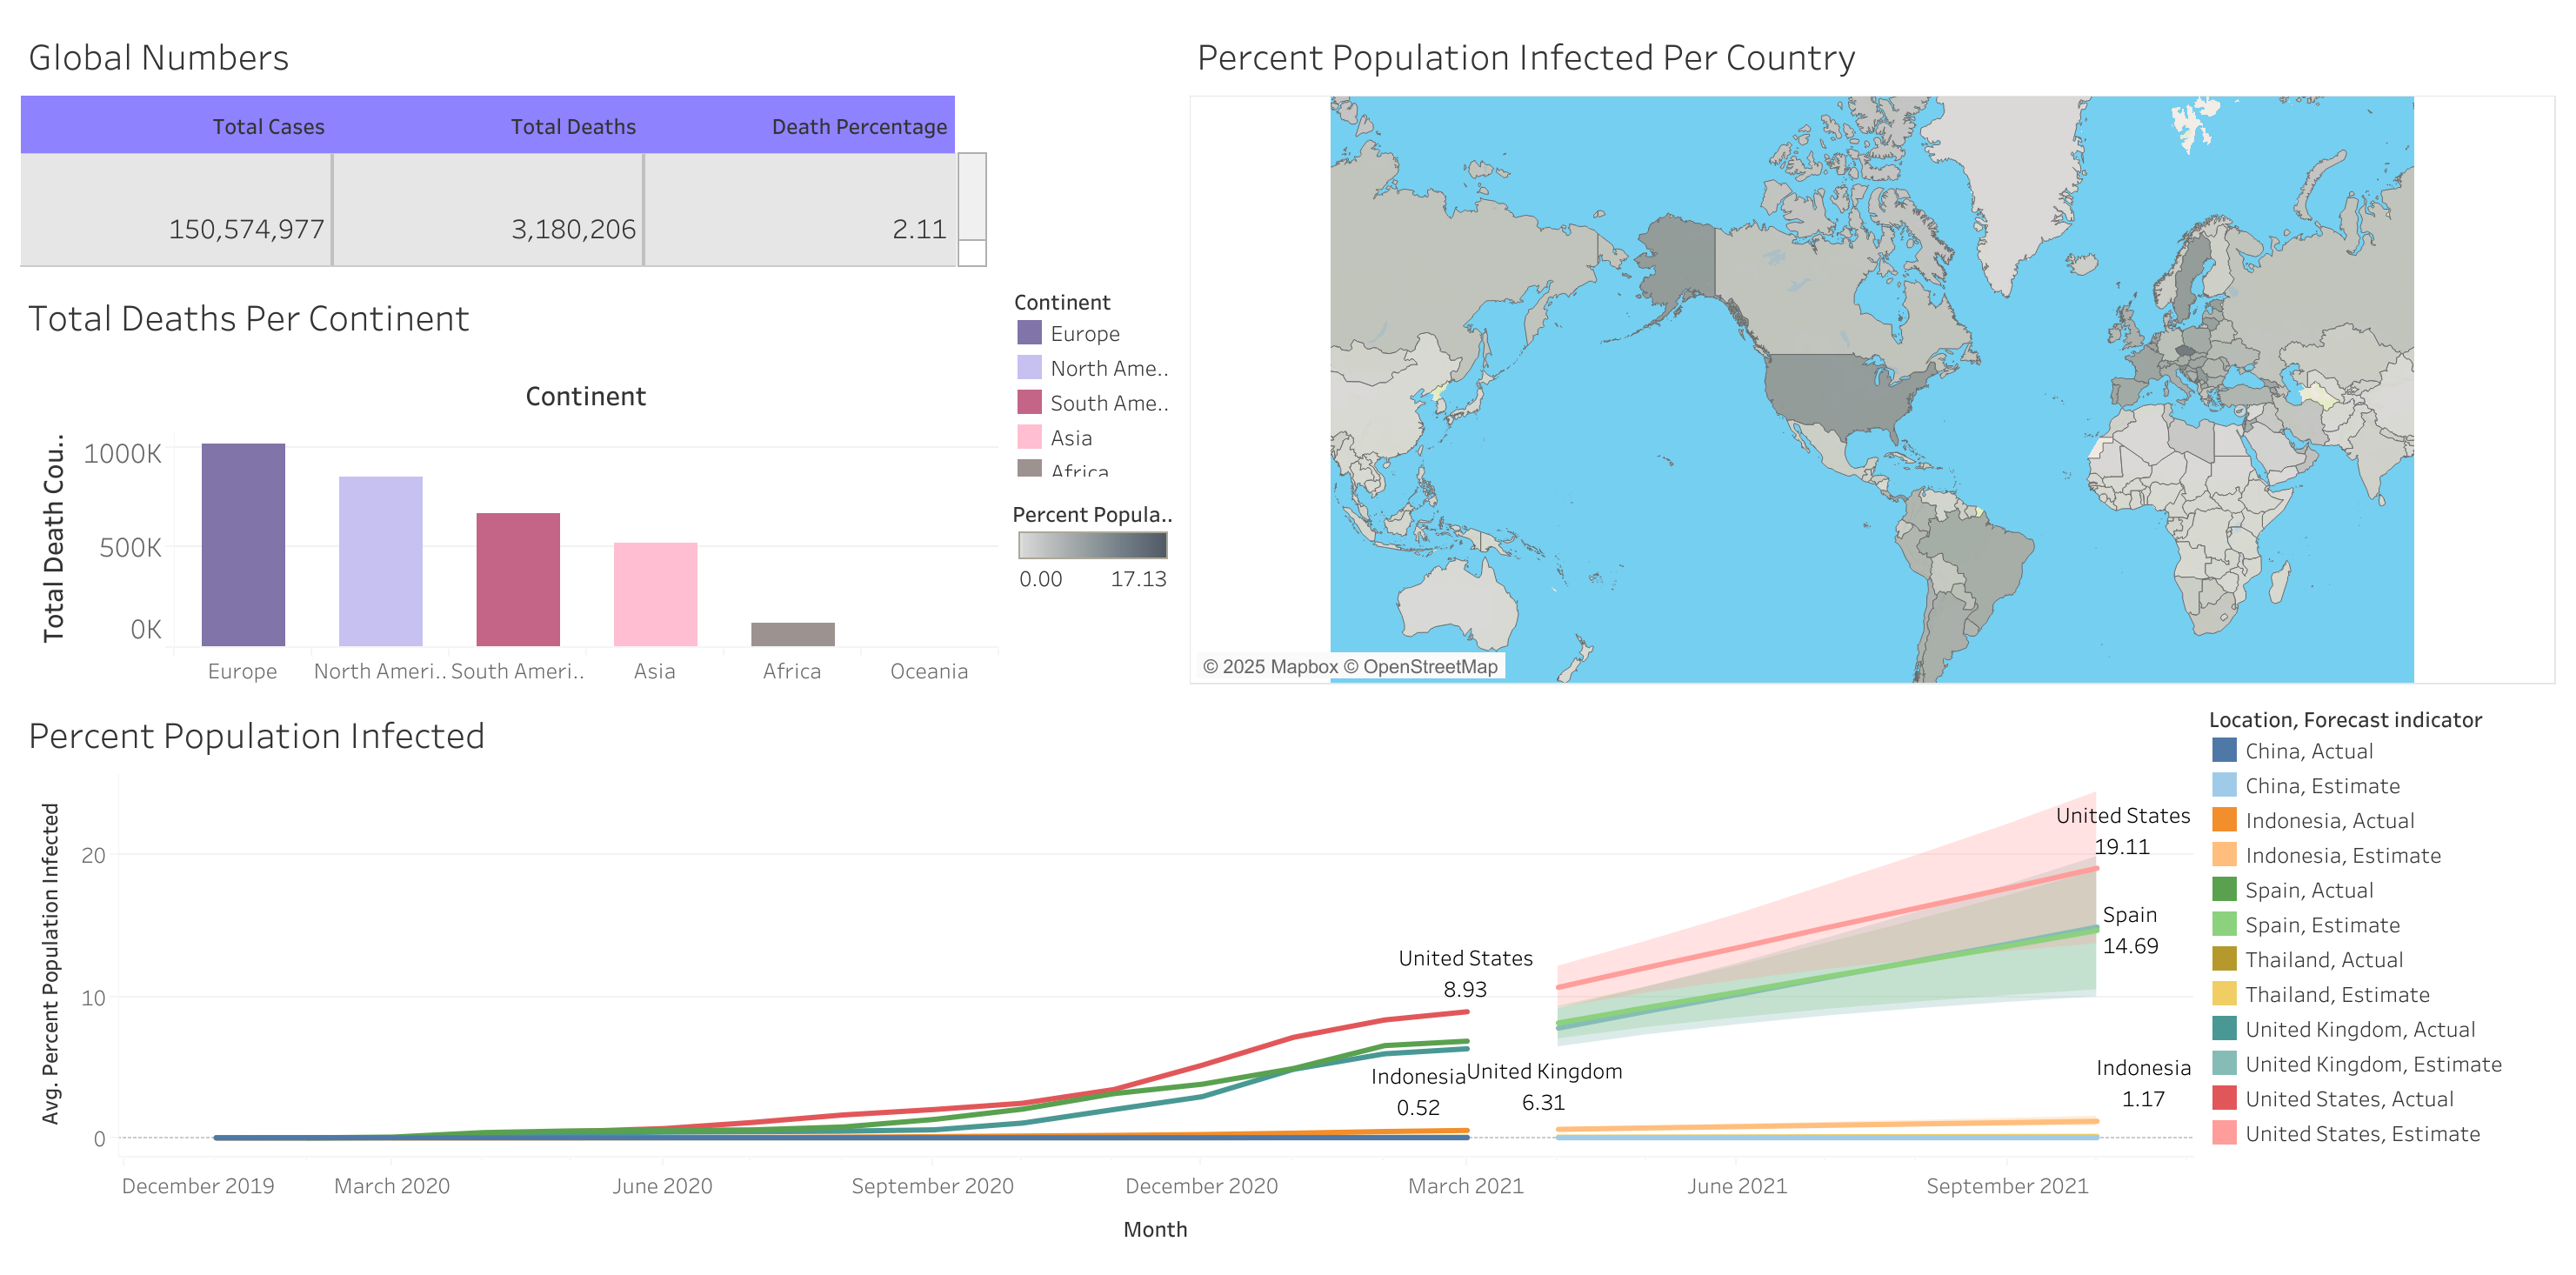 Global Numbers
Total Cases
Total Deaths
Death Percentage
150,574,977
3,180,206
2.11
Total Deaths Per Continent
Continent
Total Death Cou..
1000K
500K
0K
Europe
North Ameri..
South Ameri..
Asia
Africa
Oceania
Continent
Europe
North Ame..
South Ame..
Asia
Africa
Percent Popula..
0.00
17.13
Percent Population Infected Per Country
© 2025 Mapbox © OpenStreetMap
Percent Population Infected
Avg. Percent Population Infected
20
10
0
United States
8.93
Indonesia
0.52
United Kingdom
6.31
United States
19.11
Spain
14.69
Indonesia
1.17
December 2019
March 2020
June 2020
September 2020
December 2020
March 2021
June 2021
September 2021
Month
Location, Forecast indicator
China, Actual
China, Estimate
Indonesia, Actual
Indonesia, Estimate
Spain, Actual
Spain, Estimate
Thailand, Actual
Thailand, Estimate
United Kingdom, Actual
United Kingdom, Estimate
United States, Actual
United States, Estimate